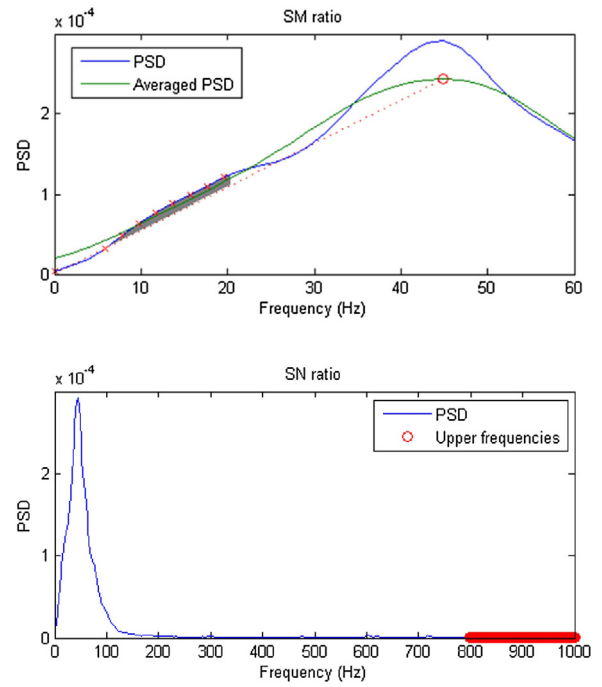 SM ratio
x 10-4
PSD
Averaged PSD
2
1
0
PSD
0 10 20 30 40 50 60
Frequency (Hz)
SN ratio
x 10-4
PSD
Upper frequencies
2
1
0
PSD
0 100 200 300 400 500 600 700 800 900 1000
Frequency (Hz)